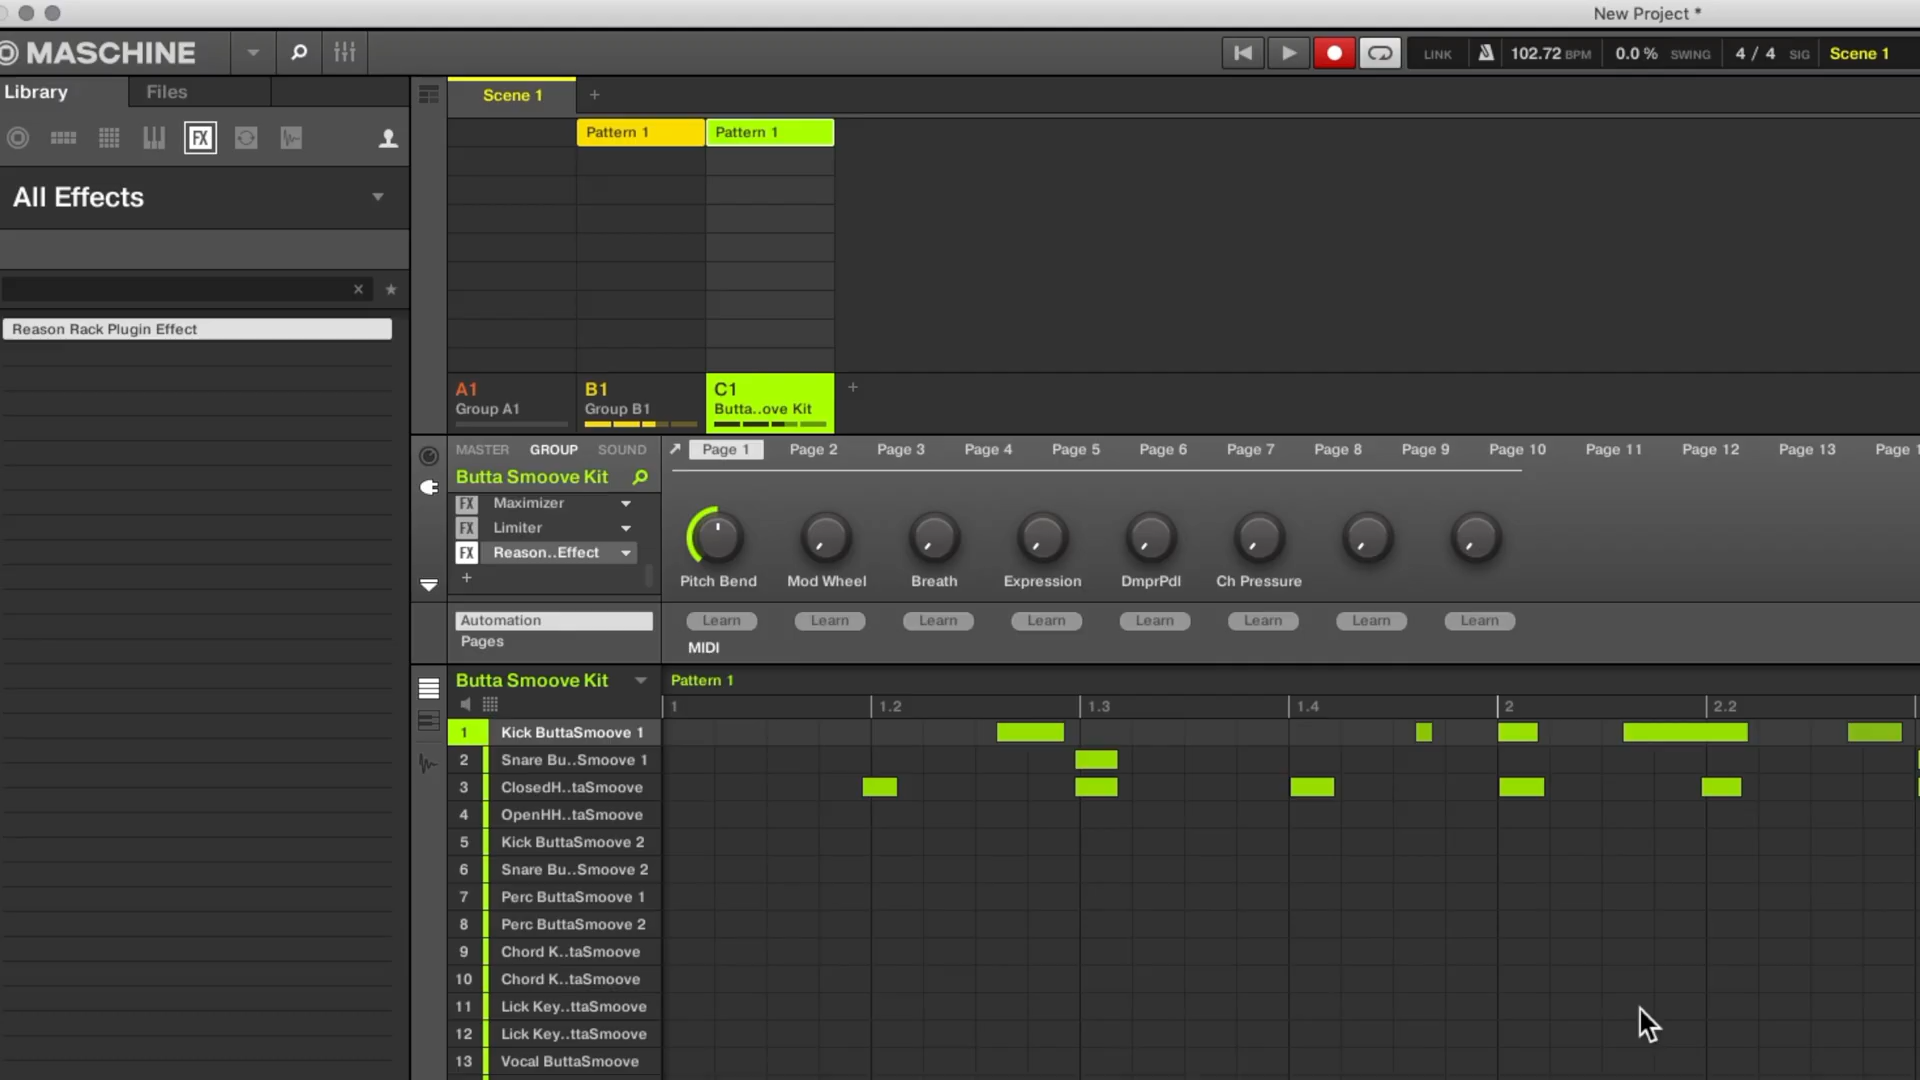 New Project *
MASCHINE
LINK 102.72 BPM 0.0 % SWING 4 / 4 SIG Scene 1
Library Files
Scene 1 +
FX
Pattern 1 Pattern 1
All Effects
Reason Rack Plugin Effect
A1 B1 C1 +
Group A1 Group B1 Butta..ove Kit
MASTER GROUP SOUND
Page 1 Page 2 Page 3 Page 4 Page 5 Page 6 Page 7 Page 8 Page 9 Page 10 Page 11 Page 12 Page 13 Page 1
Butta Smoove Kit
FX Maximizer
FX Limiter
FX Reason..Effect
+
Pitch Bend Mod Wheel Breath Expression DmprPdl Ch Pressure
Automation
Learn Learn Learn Learn Learn Learn Learn Learn
Pages
MIDI
Butta Smoove Kit Pattern 1
1 1.2 1.3 1.4 2 2.2
1 Kick ButtaSmoove 1
2 Snare Bu..Smoove 1
3 ClosedH..taSmoove
4 OpenHH..taSmoove
5 Kick ButtaSmoove 2
6 Snare Bu..Smoove 2
7 Perc ButtaSmoove 1
8 Perc ButtaSmoove 2
9 Chord K..taSmoove
10 Chord K..taSmoove
11 Lick Key..ttaSmoove
12 Lick Key..ttaSmoove
13 Vocal ButtaSmoove